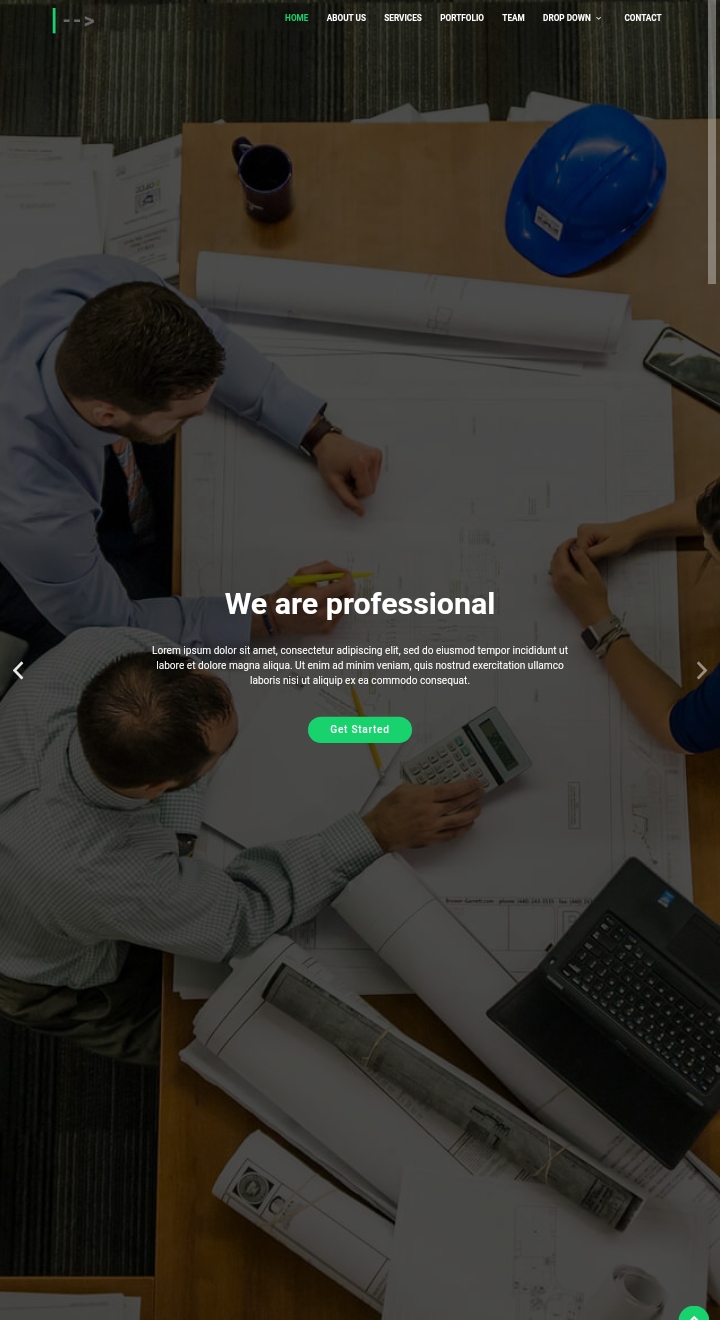 -->
HOME ABOUT US SERVICES PORTFOLIO TEAM DROP DOWN CONTACT
We are professional
Lorem ipsum dolor sit amet, consectetur adipiscing elit, sed do eiusmod tempor incididunt ut
labore et dolore magna aliqua. Ut enim ad minim veniam, quis nostrud exercitation ullamco
laboris nisi ut aliquip ex ea commodo consequat.
Get Started